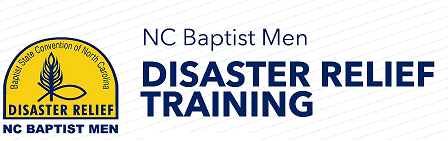 Baptist State Convention of North Carolina
DISASTER RELIEF
NC BAPTIST MEN
NC Baptist Men
DISASTER RELIEF
TRAINING